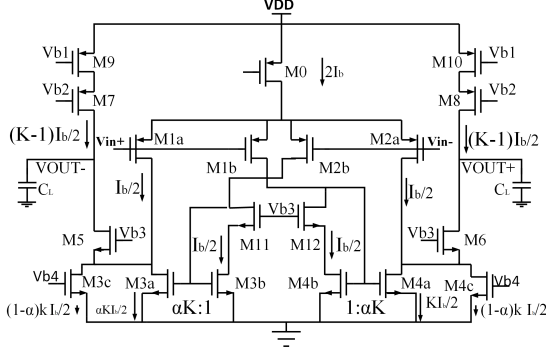 VDD
Vb1 M9 M10 Vb1
M0 2Ib
Vb2 M7 M8 Vb2
(K-1)Ib/2 Vin+ M1a M2a Vin- (K-1)Ib/2
M1b M2b
VOUT- VOUT+
CL Ib/2 Ib/2 CL
M5 Vb3 Vb3 Vb3 M6
M11 M12
Ib/2 Ib/2
Vb4 M3c M3a M3b M4b M4a M4c Vb4
αK:1 1:αK
(1-α)k Ib/2 αKIb/2 KIb/2 (1-α)k Ib/2